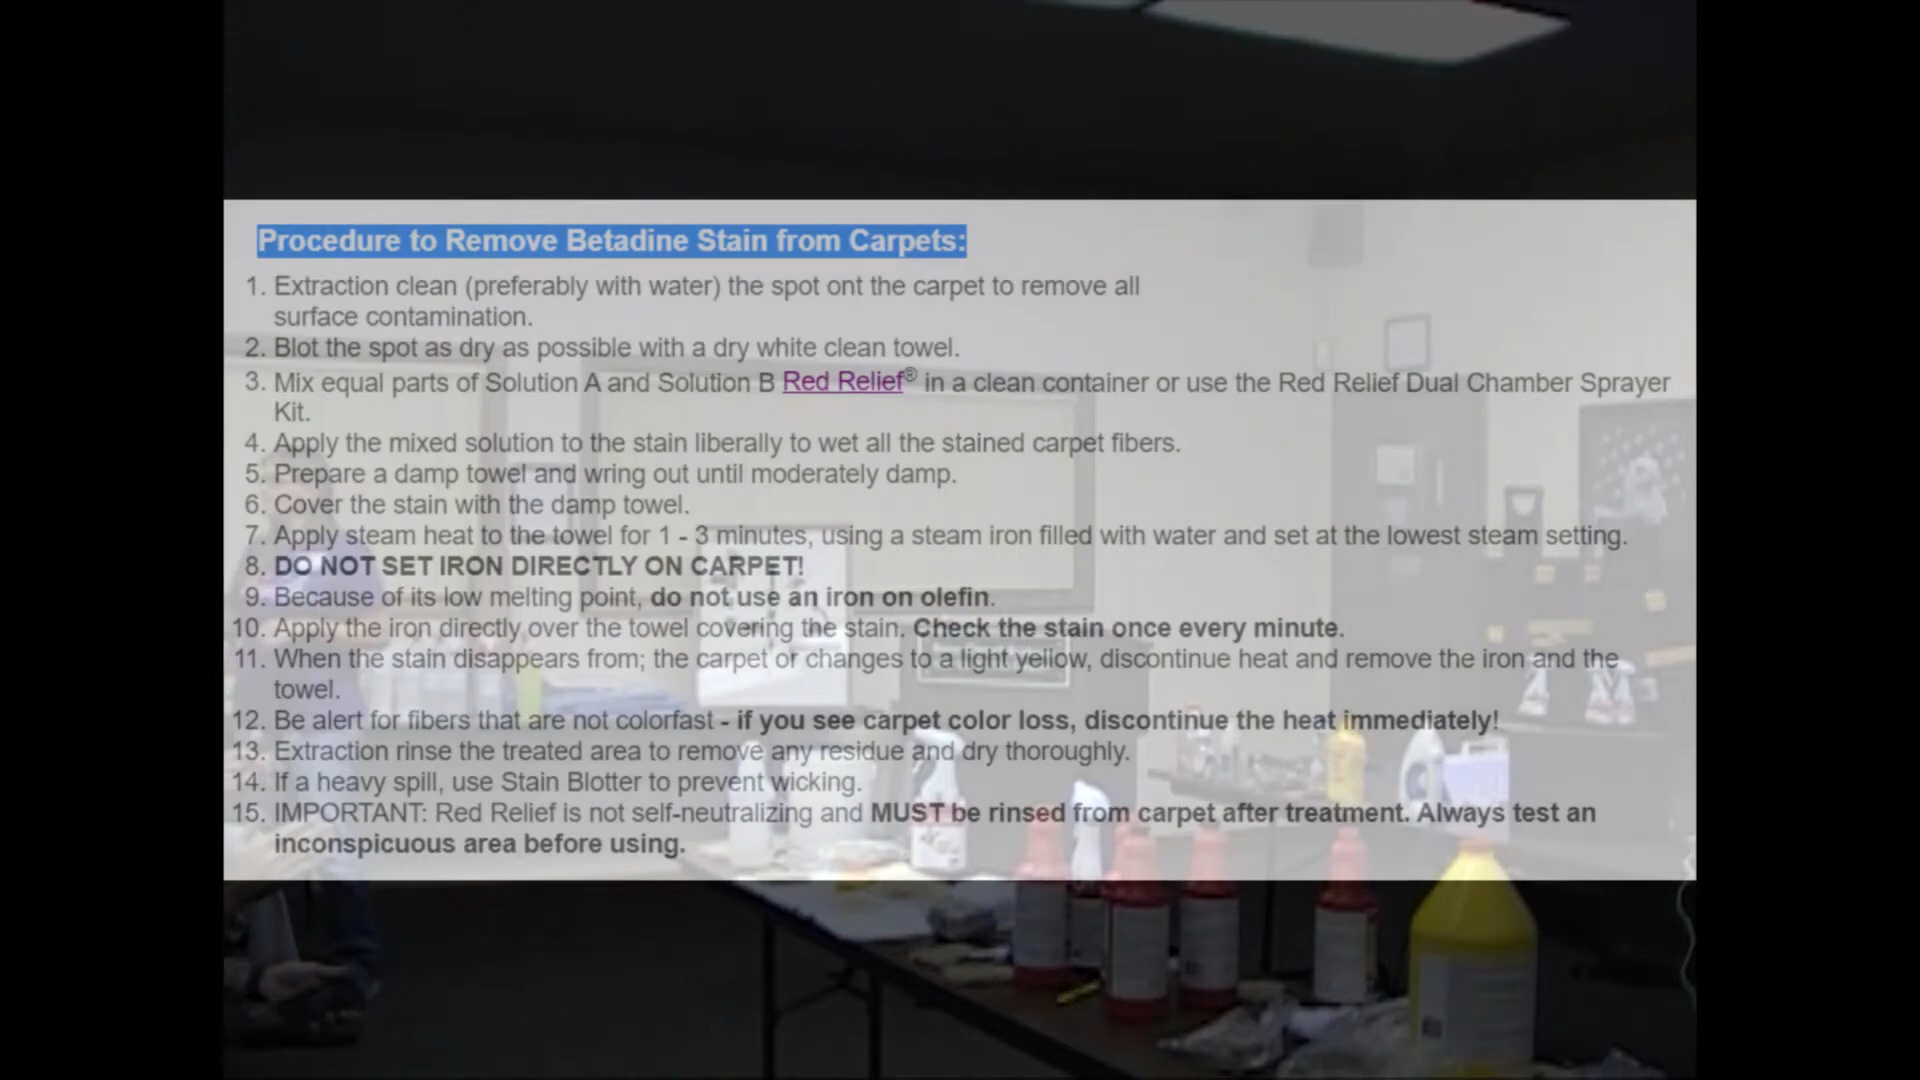 Procedure to Remove Betadine Stain from Carpets:
1. Extraction clean (preferably with water) the spot ont the carpet to remove all
surface contamination.
2. Blot the spot as dry as possible with a dry white clean towel.
3. Mix equal parts of Solution A and Solution B Red Relief® in a clean container or use the Red Relief Dual Chamber Sprayer
Kit.
4. Apply the mixed solution to the stain liberally to wet all the stained carpet fibers.
5. Prepare a damp towel and wring out until moderately damp.
6. Cover the stain with the damp towel.
7. Apply steam heat to the towel for 1 - 3 minutes, using a steam iron filled with water and set at the lowest steam setting.
8. DO NOT SET IRON DIRECTLY ON CARPET!
9. Because of its low melting point, do not use an iron on olefin.
10. Apply the iron directly over the towel covering the stain. Check the stain once every minute.
11. When the stain disappears from; the carpet or changes to a light yellow, discontinue heat and remove the iron and the
towel.
12. Be alert for fibers that are not colorfast - if you see carpet color loss, discontinue the heat immediately!
13. Extraction rinse the treated area to remove any residue and dry thoroughly.
14. If a heavy spill, use Stain Blotter to prevent wicking.
15. IMPORTANT: Red Relief is not self-neutralizing and MUST be rinsed from carpet after treatment. Always test an
inconspicuous area before using.